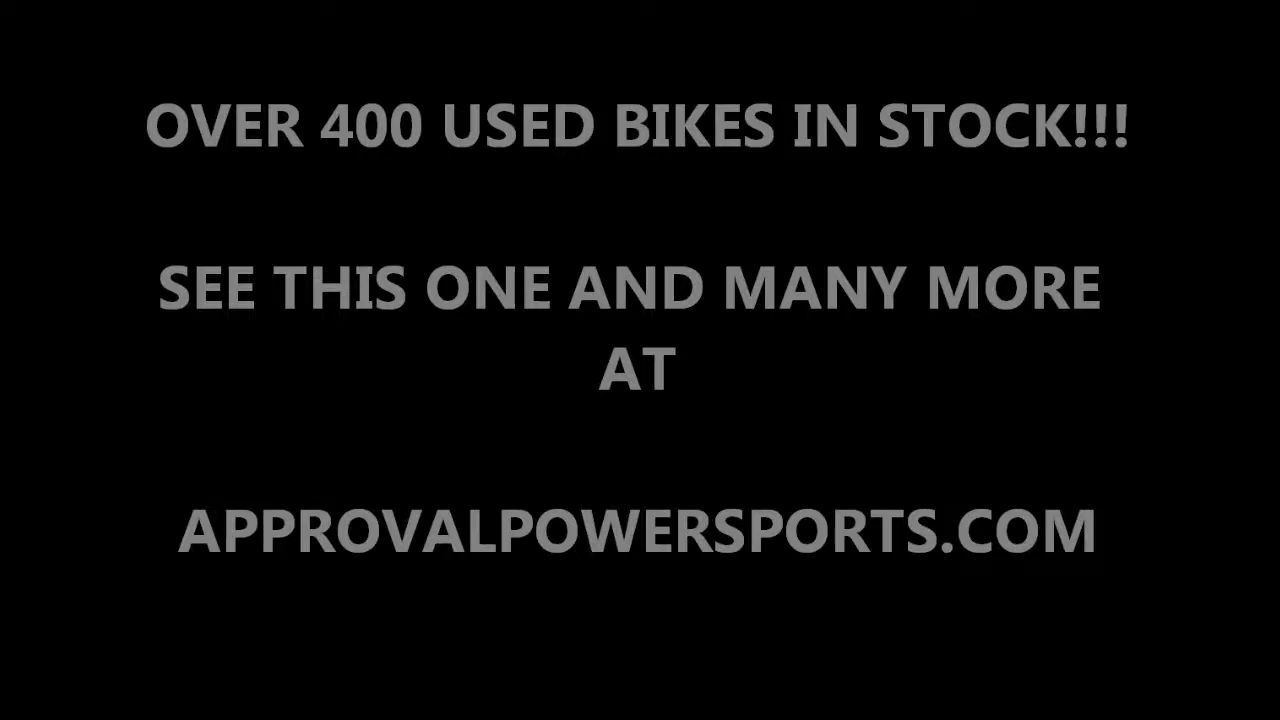 OVER 400 USED BIKES IN STOCK!!!
SEE THIS ONE AND MANY MORE
AT
APPROVALPOWERSPORTS.COM